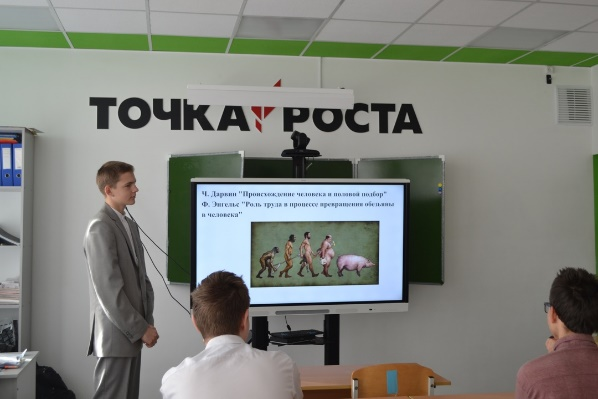 ТОЧКА РОСТА
Ч. Дарвин "Происхождение человека и половой подбор"
Ф. Энгельс "Роль труда в процессе превращения обезьяны
в человека"